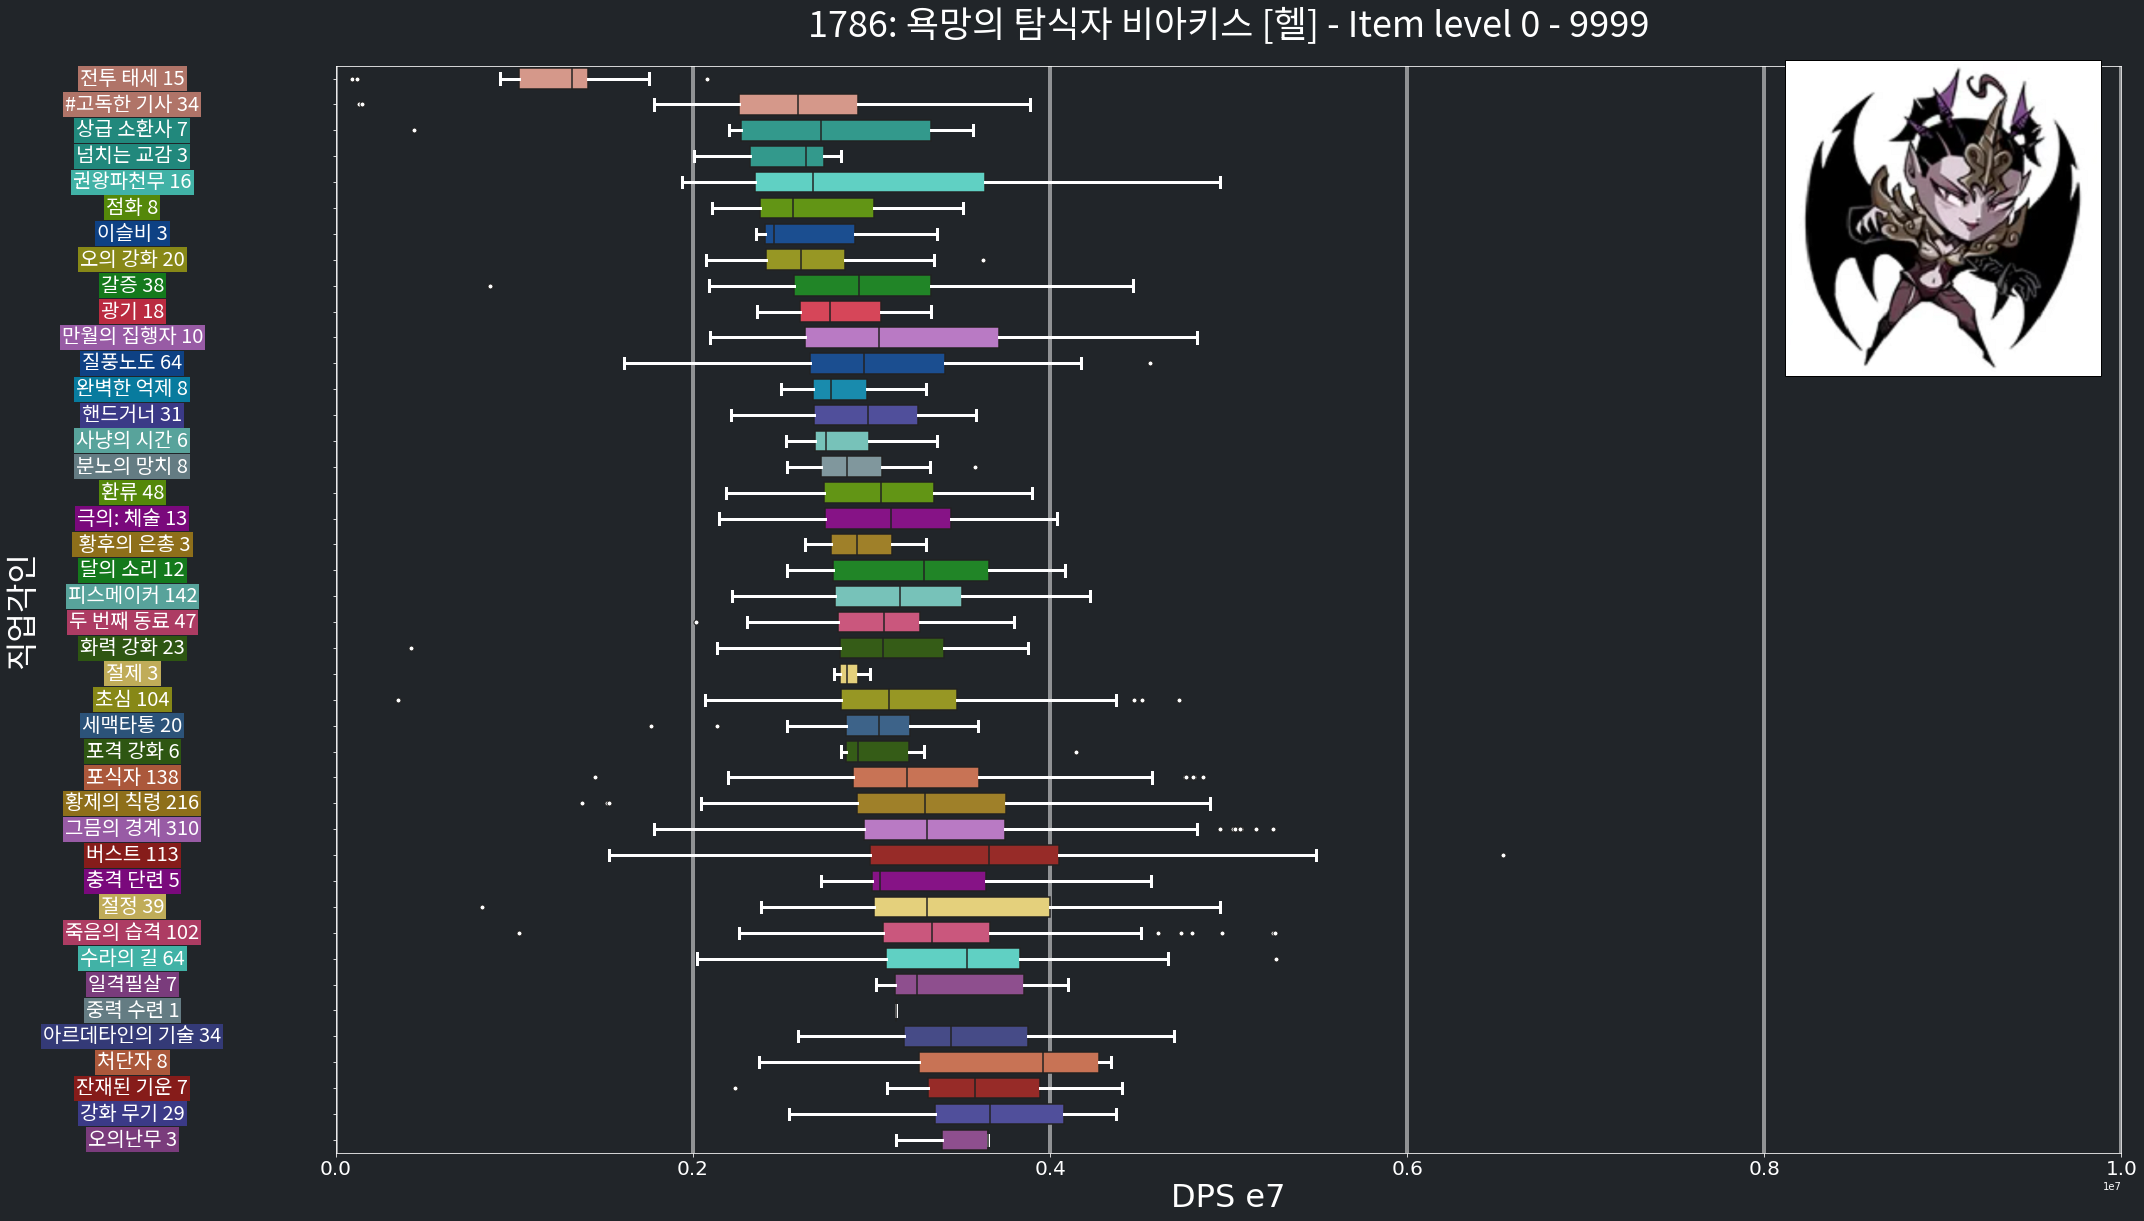 1786: 욕망의 탐식자 비아키스 [헬] - Item level 0 - 9999
전투 태세 15
#고독한 기사 34
상급 소환사 7
넘치는 교감 3
권왕파천무 16
점화 8
이슬비 3
오의 강화 20
갈증 38
광기 18
만월의 집행자 10
질풍노도 64
완벽한 억제 8
핸드거너 31
사냥의 시간 6
분노의 망치 8
환류 48
극의: 체술 13
황후의 은총 3
달의 소리 12
피스메이커 142
두 번째 동료 47
화력 강화 23
절제 3
초심 104
세맥타통 20
포격 강화 6
포식자 138
황제의 칙령 216
그믐의 경계 310
버스트 113
충격 단련 5
절정 39
죽음의 습격 102
수라의 길 64
일격필살 7
중력 수련 1
아르데타인의 기술 34
처단자 8
잔재된 기운 7
강화 무기 29
오의난무 3
직업각인
0.0 0.2 0.4 0.6 0.8 1.0
1e7
DPS e7